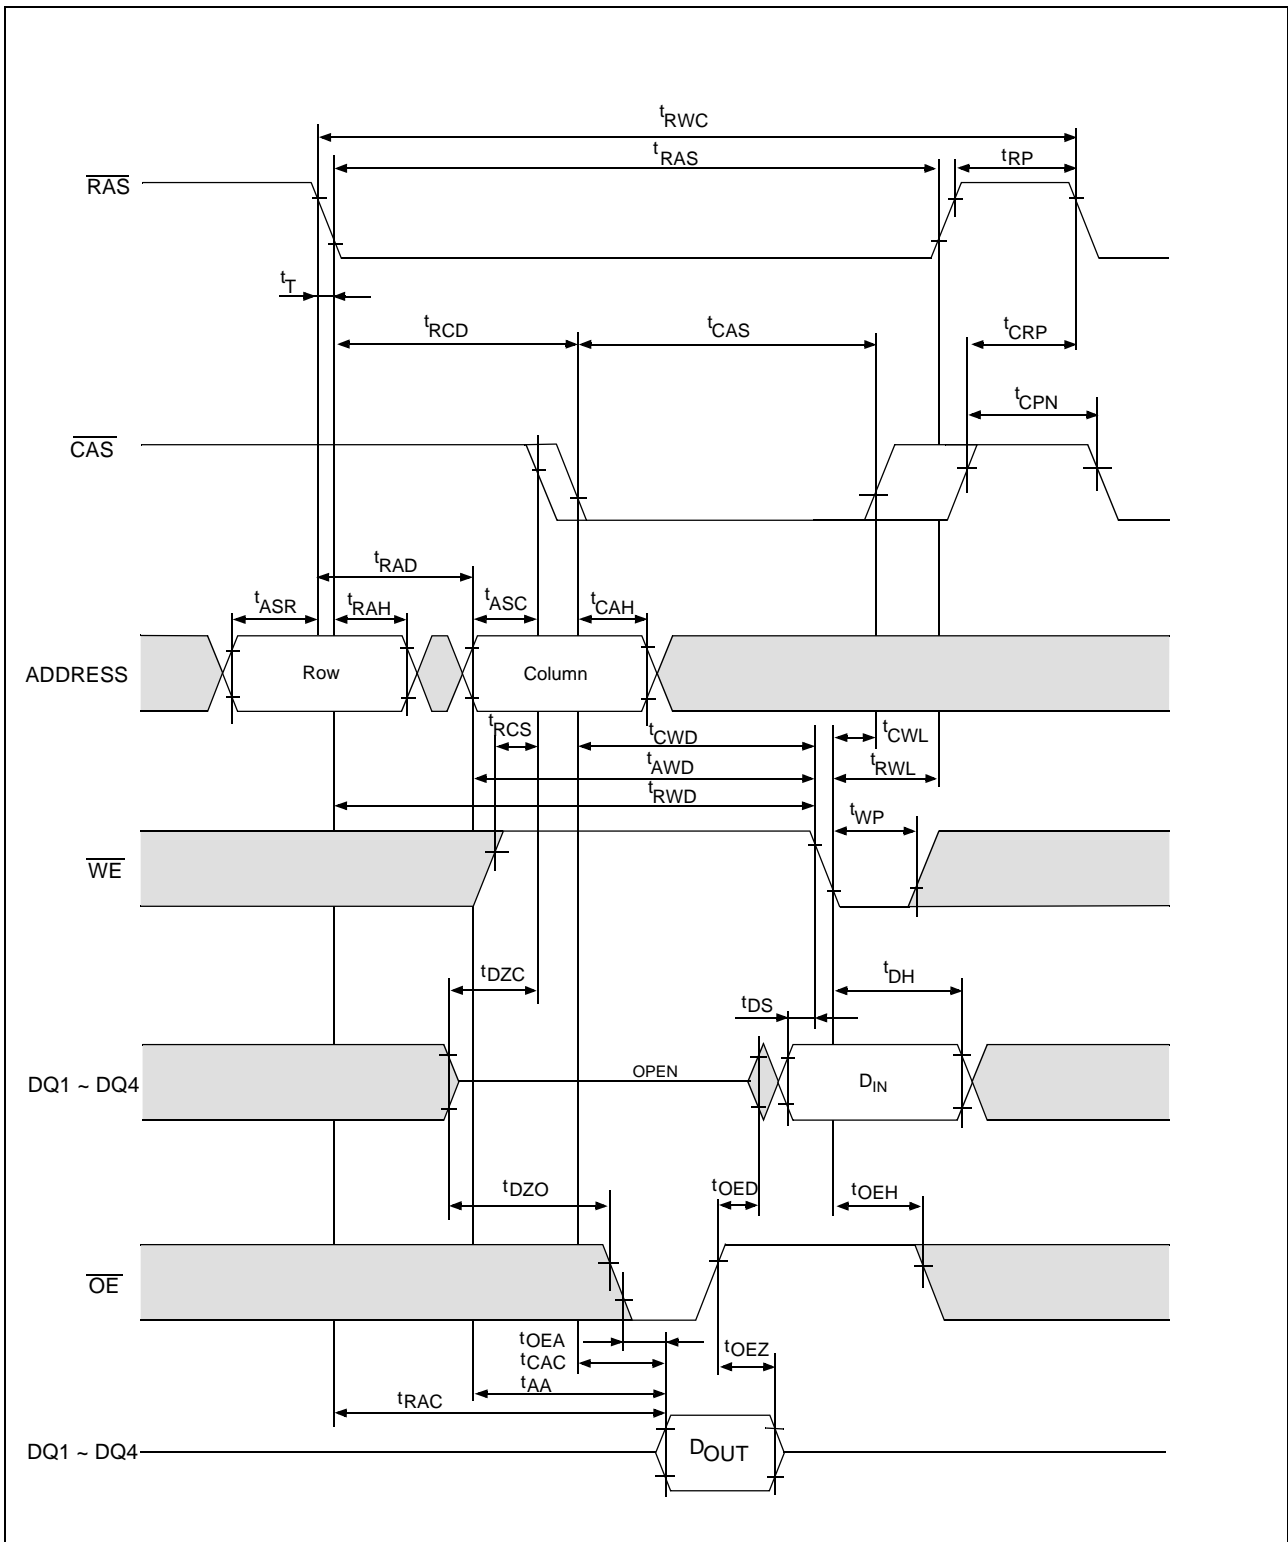 tRWC
tRAS
tRP
RAS
tT
tRCD
tCAS
tCRP
tCPN
CAS
tRAD
tASR
tRAH
tASC
tCAH
ADDRESS
Row
Column
tRCS
tCWD
tCWL
tAWD
tRWL
tRWD
tWP
WE
tDZC
tDH
tDS
DQ1 ~ DQ4
OPEN
DIN
tDZO
tOED
tOEH
OE
tOEA
tOEZ
tCAC
tAA
tRAC
DQ1 ~ DQ4
DOUT